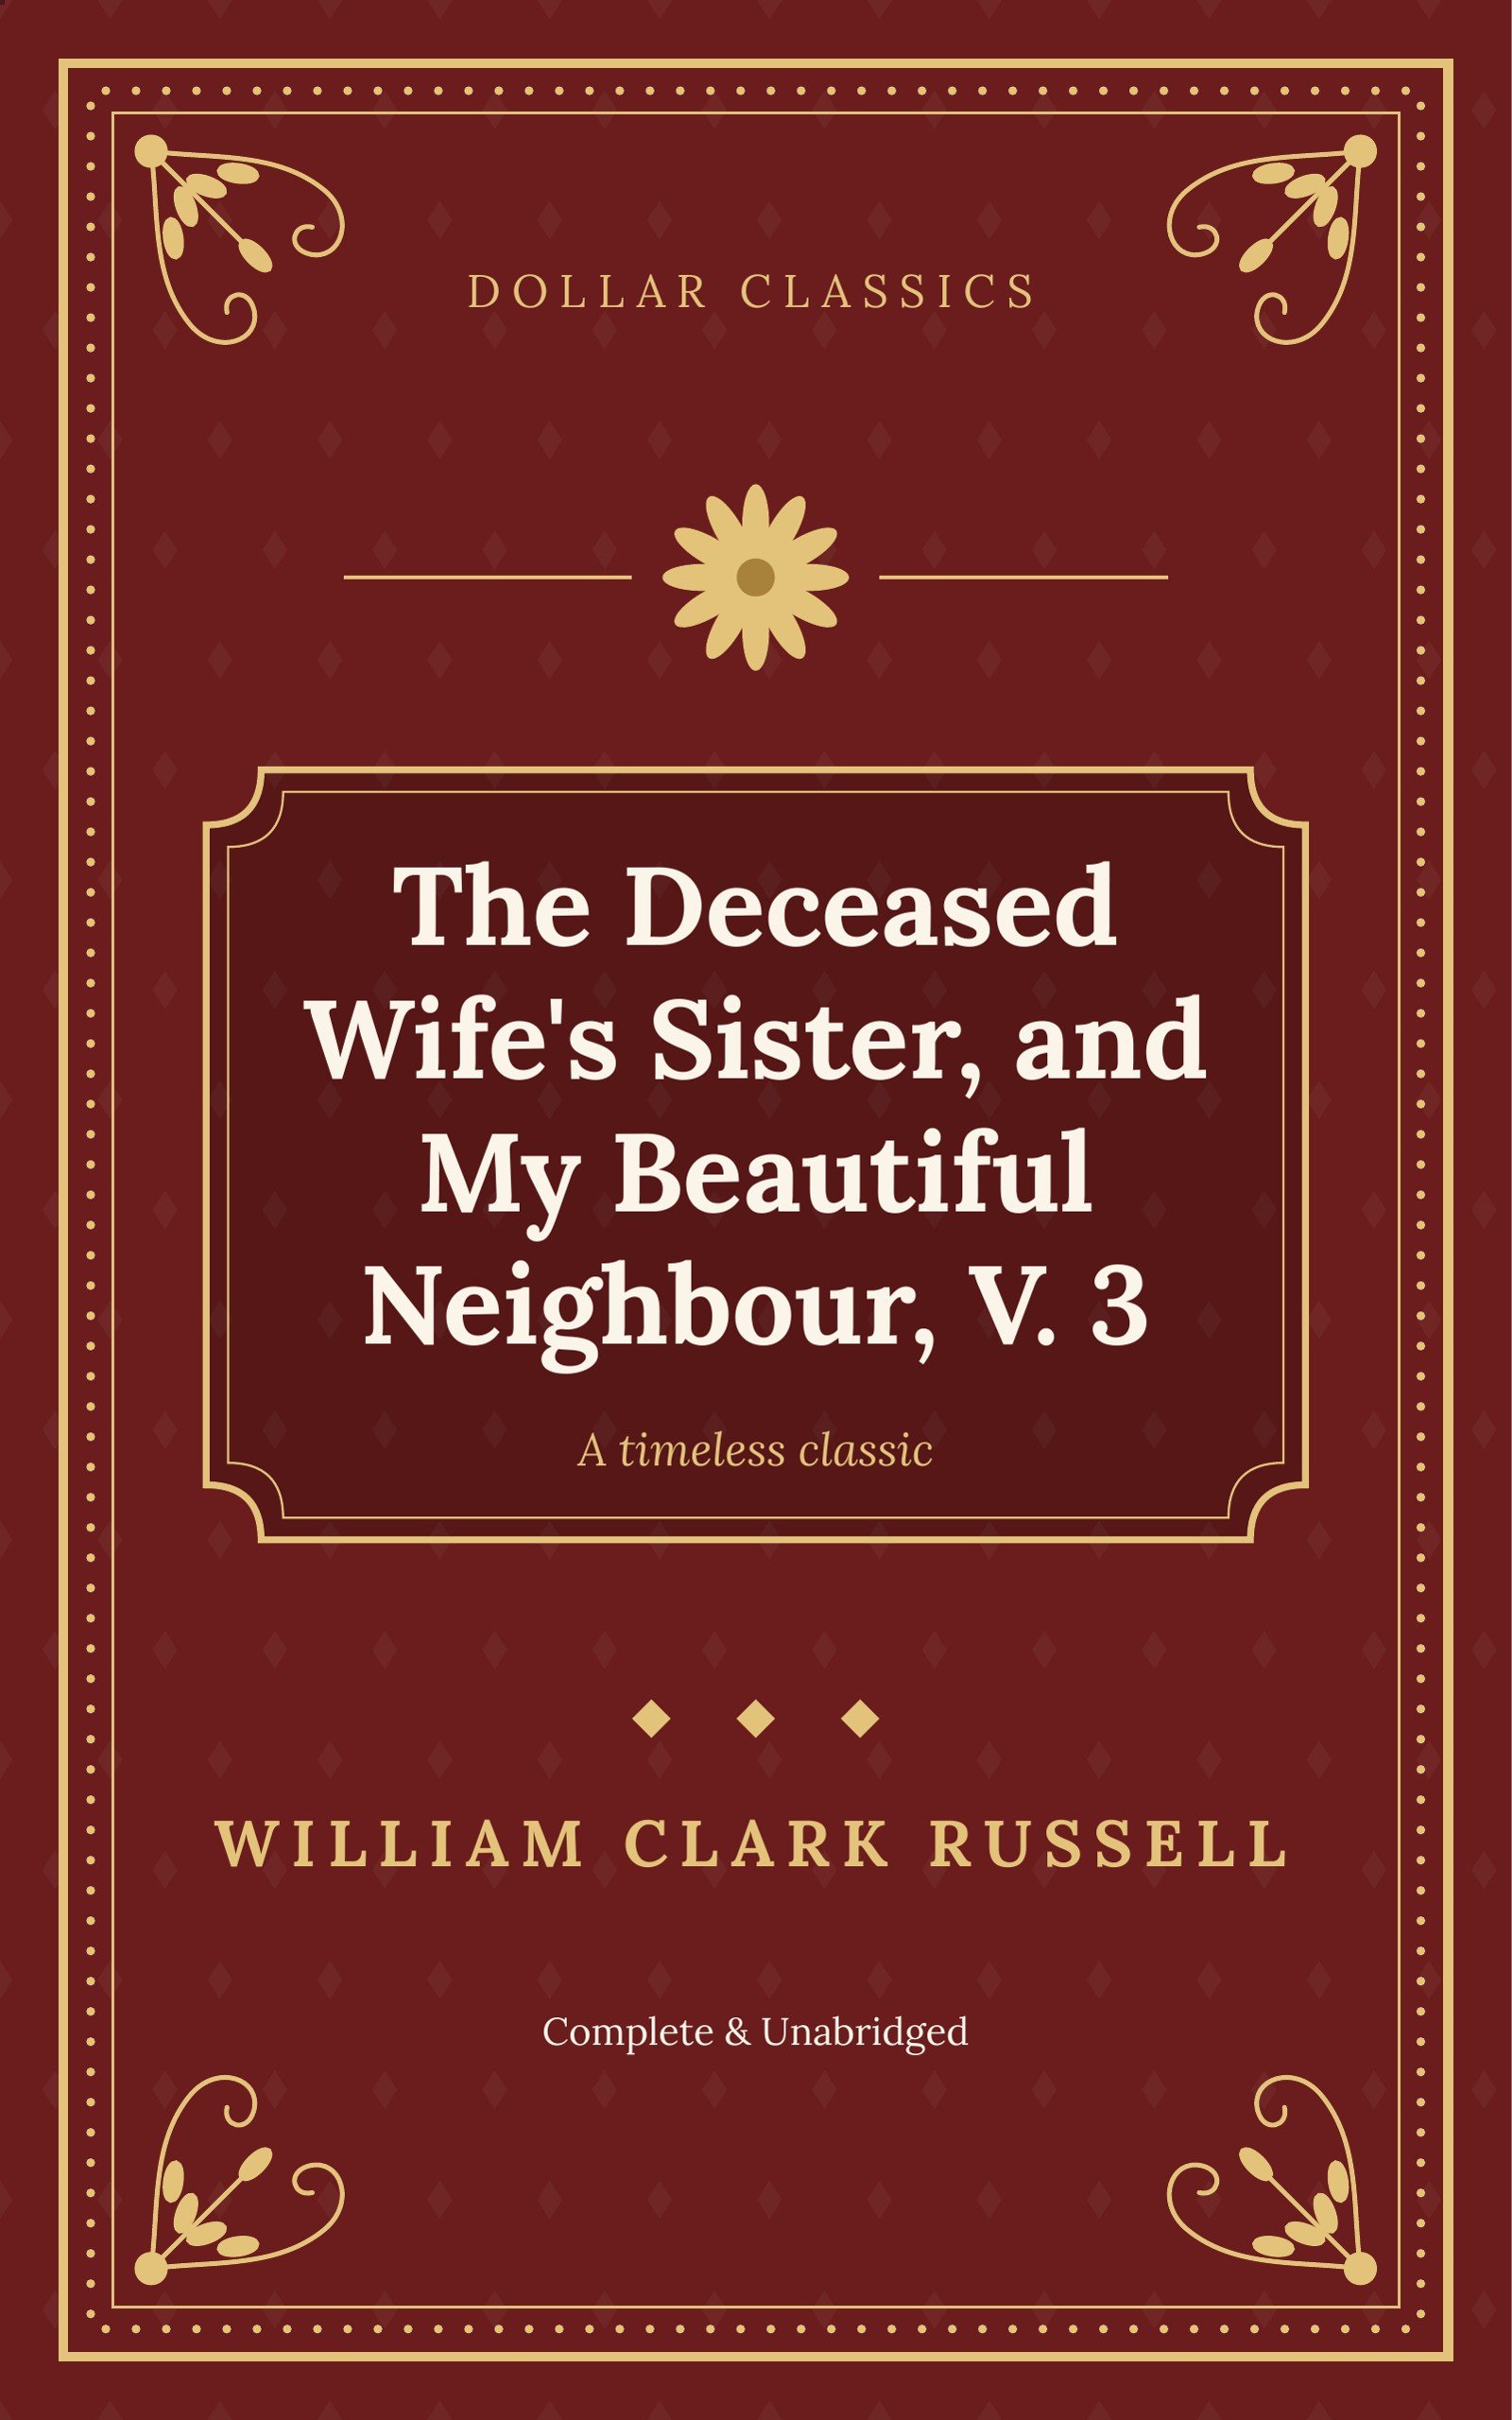 DOLLAR CLASSICS
The Deceased
Wife's Sister, and
My Beautiful
Neighbour, V. 3
A timeless classic
WILLIAM CLARK RUSSELL
Complete & Unabridged